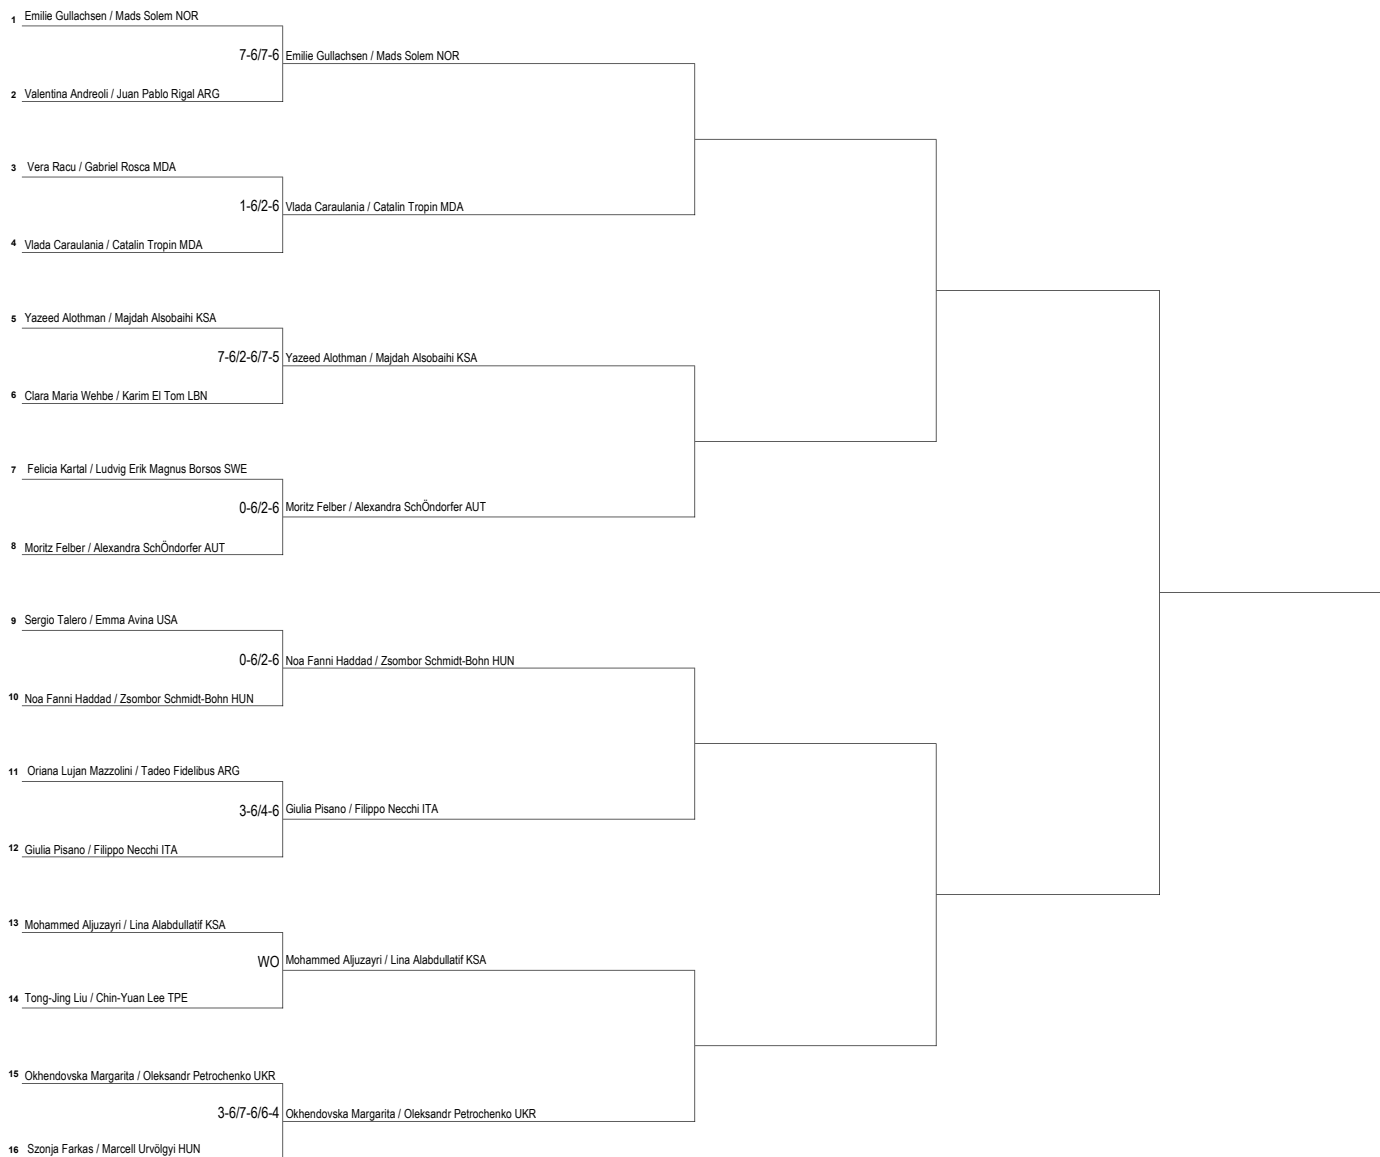 1 Emilie Gullachsen / Mads Solem NOR
7-6/7-6 Emilie Gullachsen / Mads Solem NOR
2 Valentina Andreoli / Juan Pablo Rigal ARG
3 Vera Racu / Gabriel Rosca MDA
1-6/2-6 Vlada Caraulania / Catalin Tropin MDA
4 Vlada Caraulania / Catalin Tropin MDA
5 Yazeed Alothman / Majdah Alsobaihi KSA
7-6/2-6/7-5 Yazeed Alothman / Majdah Alsobaihi KSA
6 Clara Maria Wehbe / Karim El Tom LBN
7 Felicia Kartal / Ludvig Erik Magnus Borsos SWE
0-6/2-6 Moritz Felber / Alexandra SchÖndorfer AUT
8 Moritz Felber / Alexandra SchÖndorfer AUT
9 Sergio Talero / Emma Avina USA
0-6/2-6 Noa Fanni Haddad / Zsombor Schmidt-Bohn HUN
10 Noa Fanni Haddad / Zsombor Schmidt-Bohn HUN
11 Oriana Lujan Mazzolini / Tadeo Fidelibus ARG
3-6/4-6 Giulia Pisano / Filippo Necchi ITA
12 Giulia Pisano / Filippo Necchi ITA
13 Mohammed Aljuzayri / Lina Alabdullatif KSA
WO Mohammed Aljuzayri / Lina Alabdullatif KSA
14 Tong-Jing Liu / Chin-Yuan Lee TPE
15 Okhendovska Margarita / Oleksandr Petrochenko UKR
3-6/7-6/6-4 Okhendovska Margarita / Oleksandr Petrochenko UKR
16 Szonja Farkas / Marcell Urvölgyi HUN